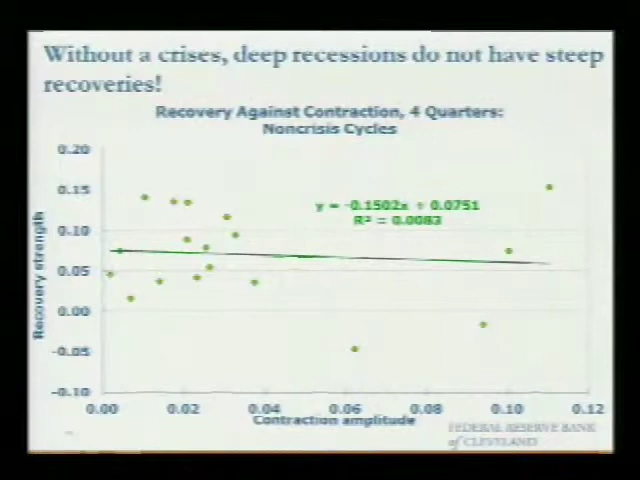 Without a crises, deep recessions do not have steep
recoveries!
Recovery Against Contraction, 4 Quarters:
Noncrisis Cycles
0.20
0.15
0.10
0.05
0.00
-0.05
-0.10
Recovery strength
y = -0.1502x + 0.0751
R² = 0.0083
0.00 0.02 0.04 0.06 0.08 0.10 0.12
Contraction amplitude
FEDERAL RESERVE BANK
of CLEVELAND